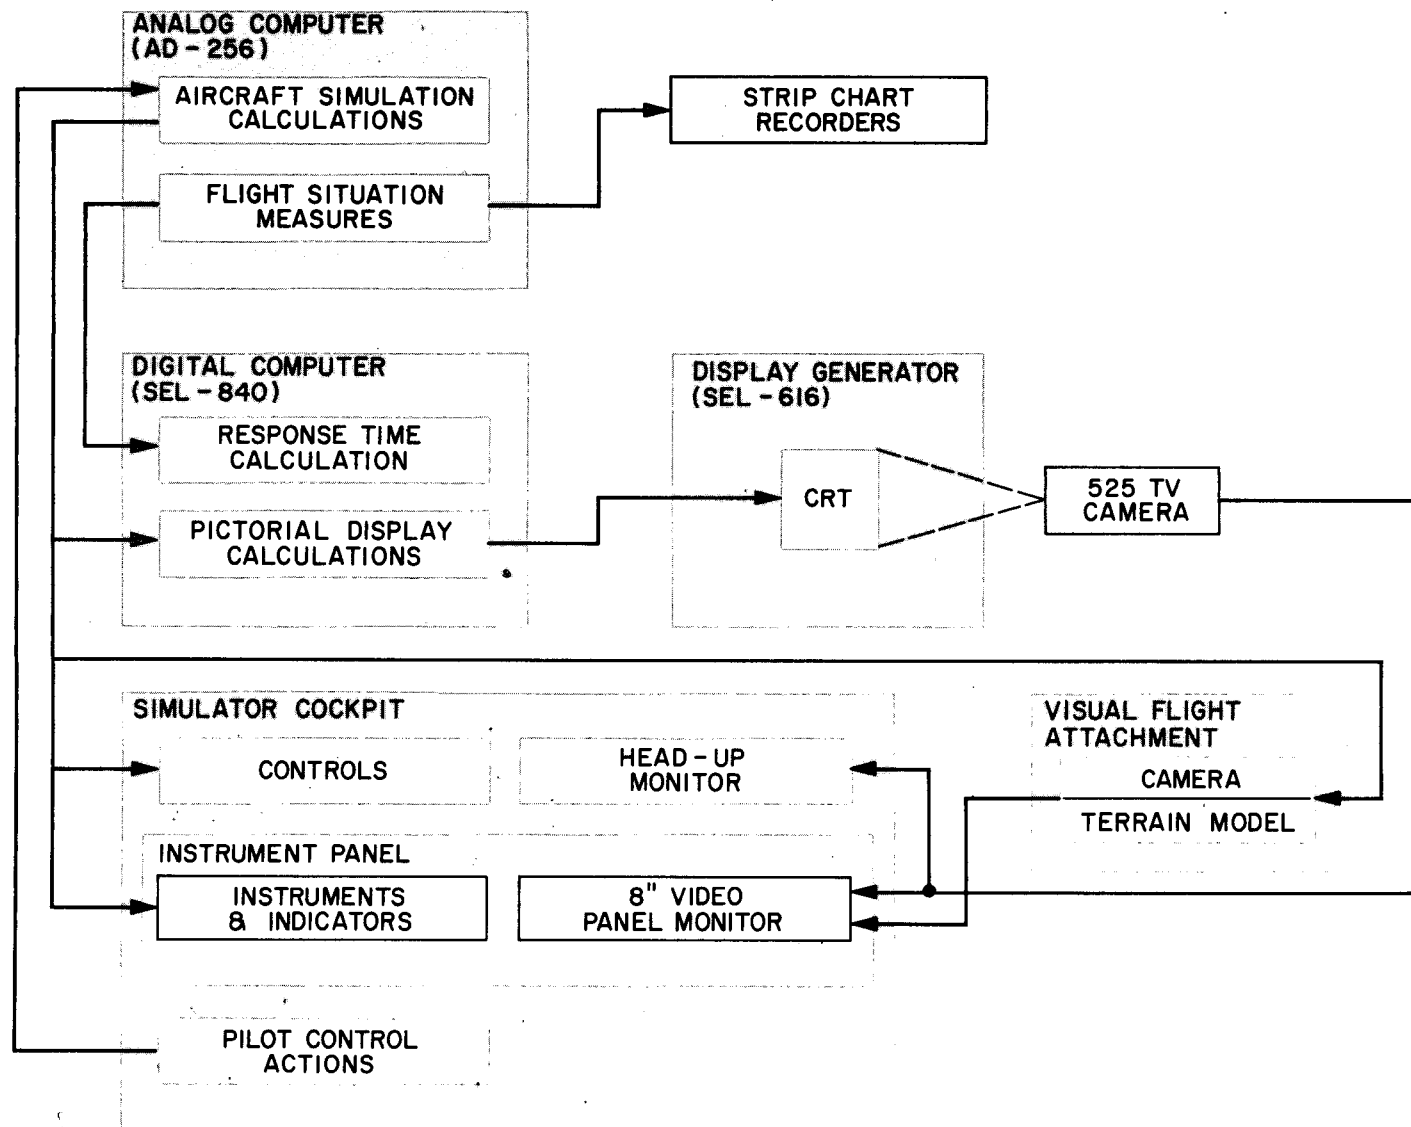 ANALOG COMPUTER
(AD-256)
AIRCRAFT SIMULATION
CALCULATIONS
STRIP CHART
RECORDERS
FLIGHT SITUATION
MEASURES
DIGITAL COMPUTER
(SEL-840)
RESPONSE TIME
CALCULATION
PICTORIAL DISPLAY
CALCULATIONS
DISPLAY GENERATOR
(SEL-616)
CRT
525 TV
CAMERA
SIMULATOR COCKPIT
CONTROLS
HEAD-UP
MONITOR
INSTRUMENT PANEL
INSTRUMENTS
& INDICATORS
8" VIDEO
PANEL MONITOR
VISUAL FLIGHT
ATTACHMENT
CAMERA
TERRAIN MODEL
PILOT CONTROL
ACTIONS